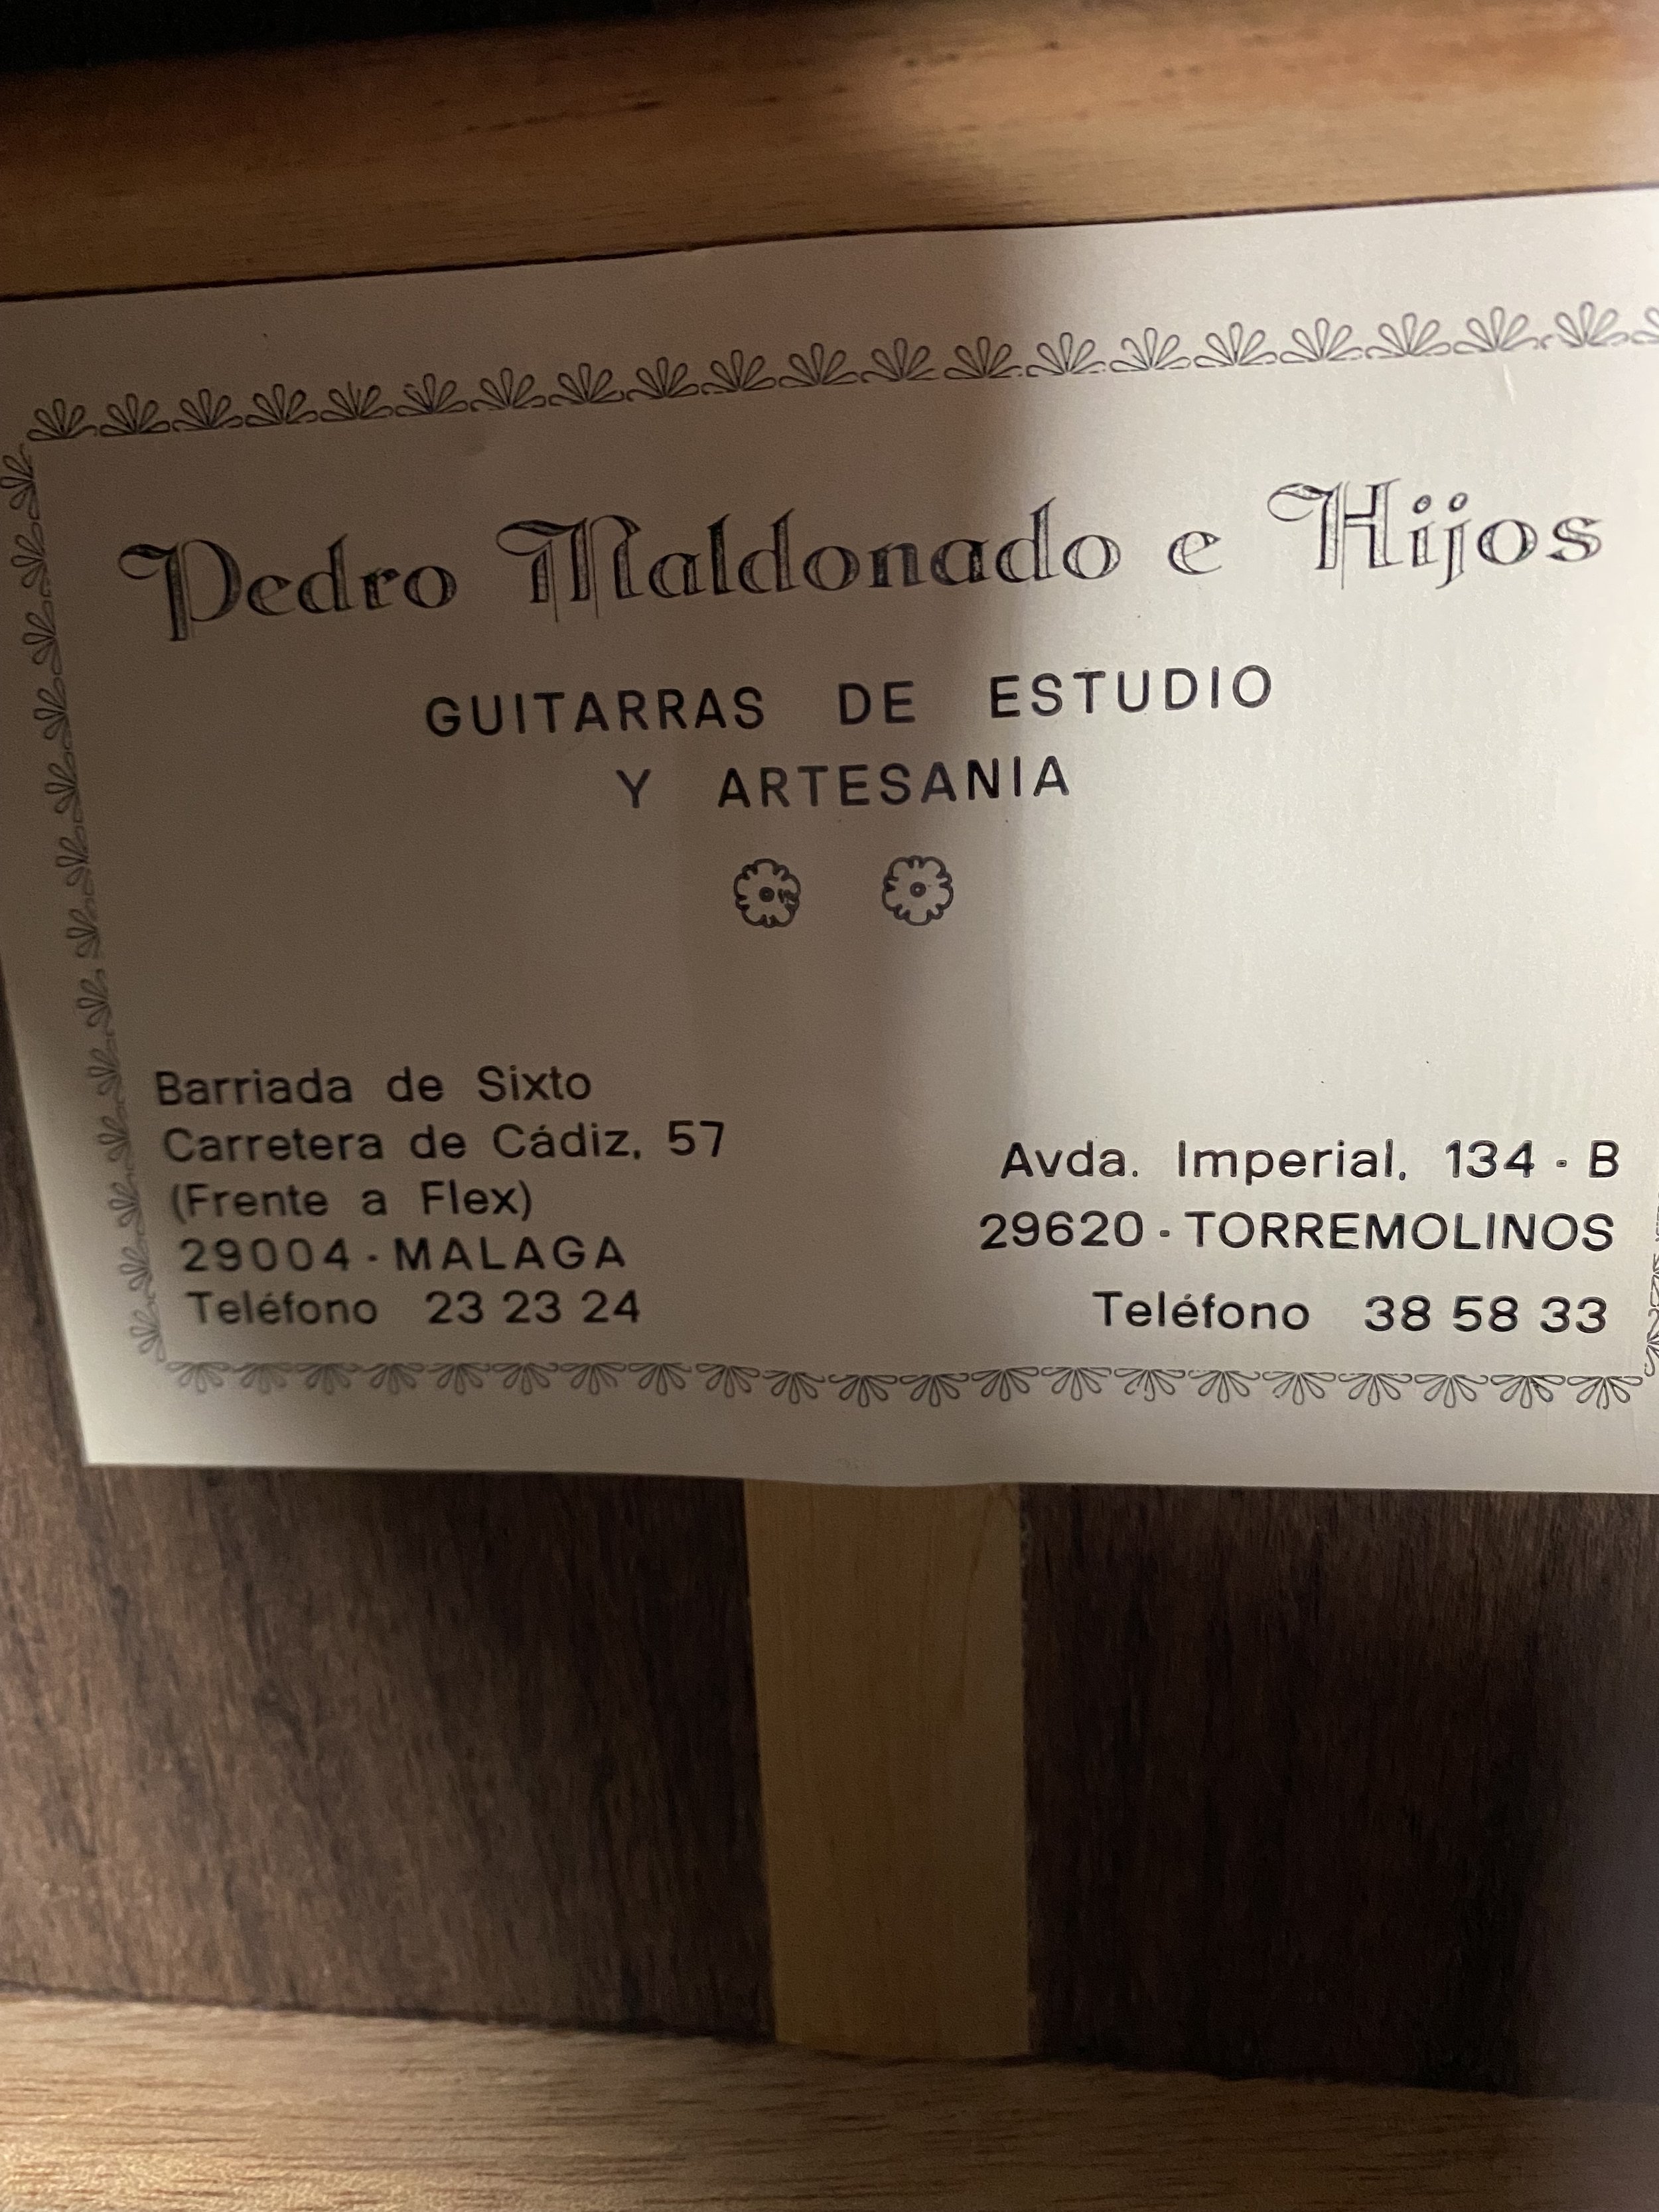 Pedro Maldonado e Hijos
GUITARRAS DE ESTUDIO
Y ARTESANIA
Barriada de Sixto
Carretera de Cádiz, 57
(Frente a Flex)
29004 - MALAGA
Teléfono 23 23 24
Avda. Imperial, 134 - B
29620 - TORREMOLINOS
Teléfono 38 58 33